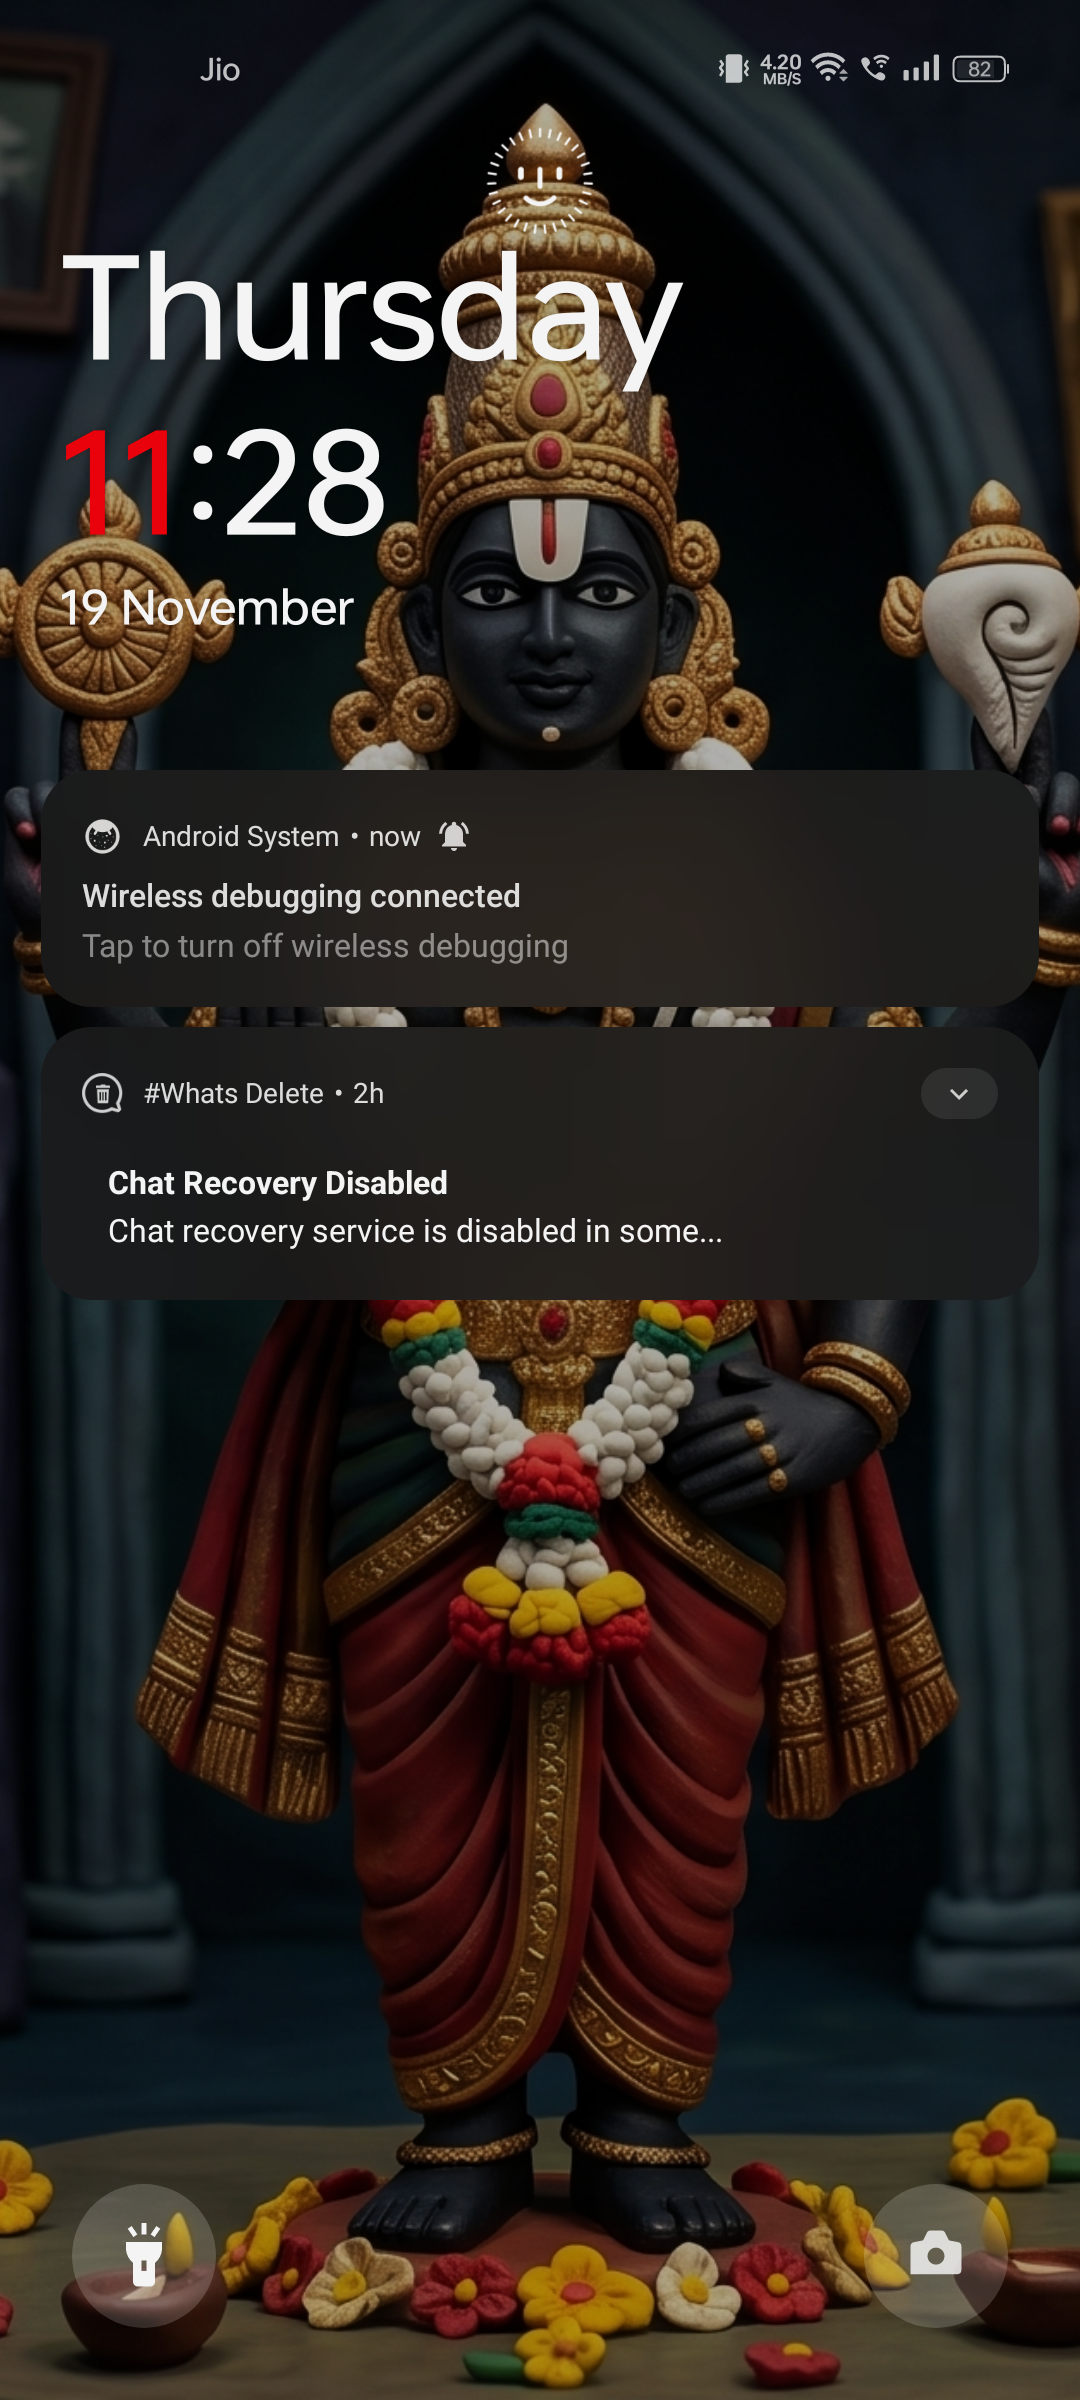 Jio
4.20
MB/S
82
Thursday
11:28
19 November
Android System • now
Wireless debugging connected
Tap to turn off wireless debugging
#Whats Delete • 2h
Chat Recovery Disabled
Chat recovery service is disabled in some...